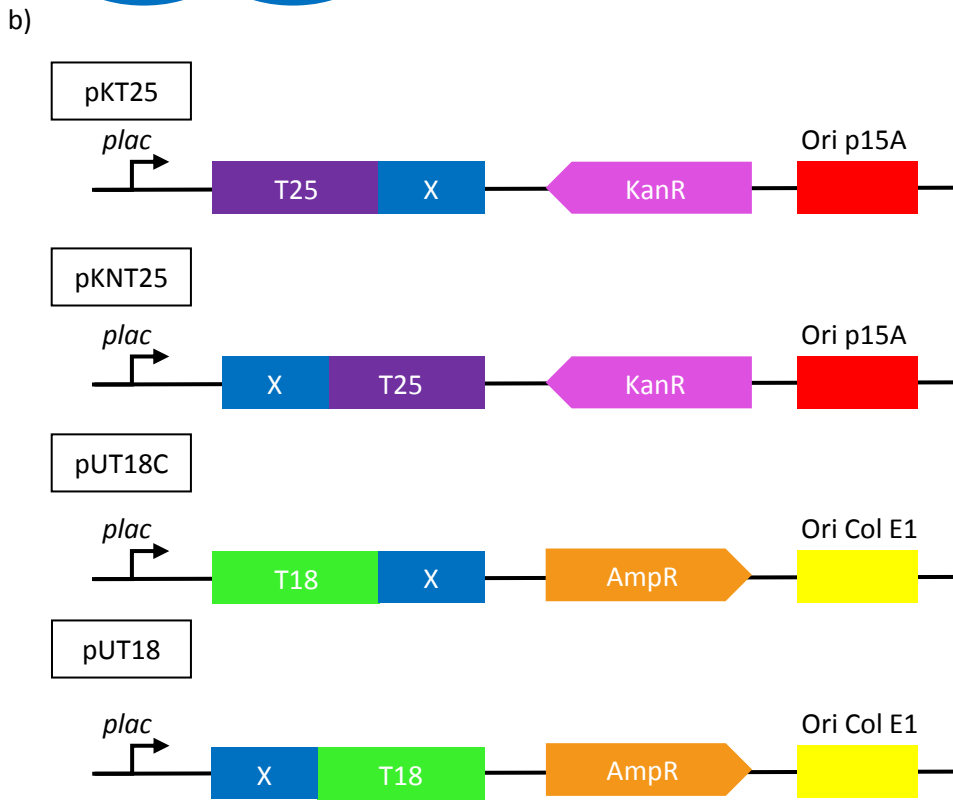 b)
pKT25
plac
Ori p15A
T25 X KanR
pKNT25
plac
Ori p15A
X T25 KanR
pUT18C
plac
Ori Col E1
T18 X AmpR
pUT18
plac
Ori Col E1
X T18 AmpR